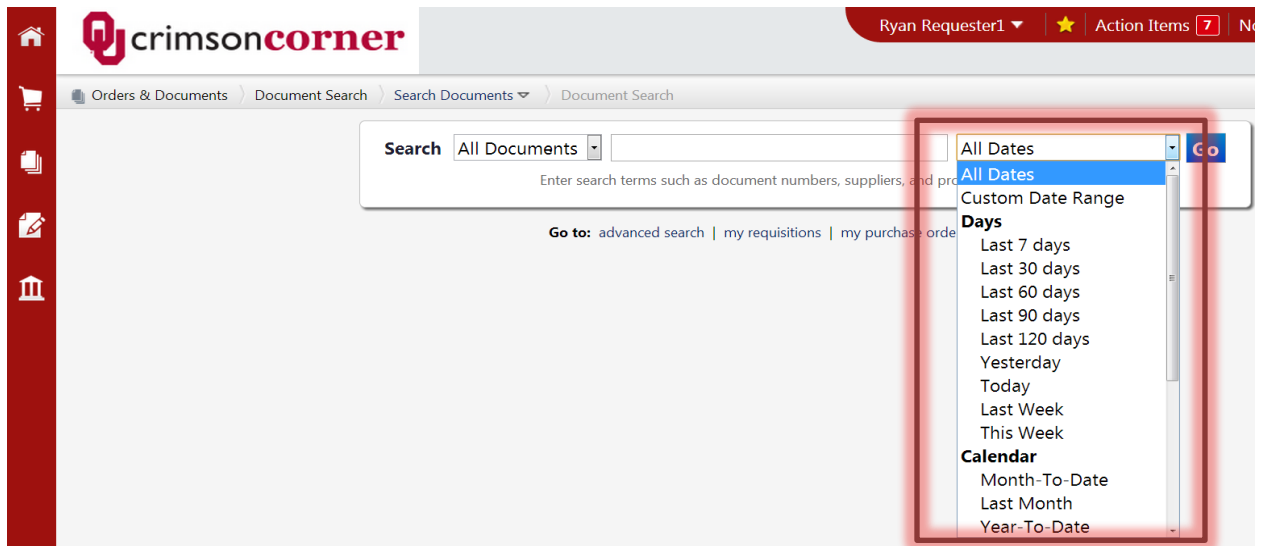 OU crimsoncorner
Ryan Requester1
Action Items 7
Orders & Documents Document Search Search Documents Document Search
Search All Documents All Dates Go
Enter search terms such as document numbers, suppliers, and
Go to: advanced search | my requisitions | my purchase
All Dates
Custom Date Range
Days
Last 7 days
Last 30 days
Last 60 days
Last 90 days
Last 120 days
Yesterday
Today
Last Week
This Week
Calendar
Month-To-Date
Last Month
Year-To-Date